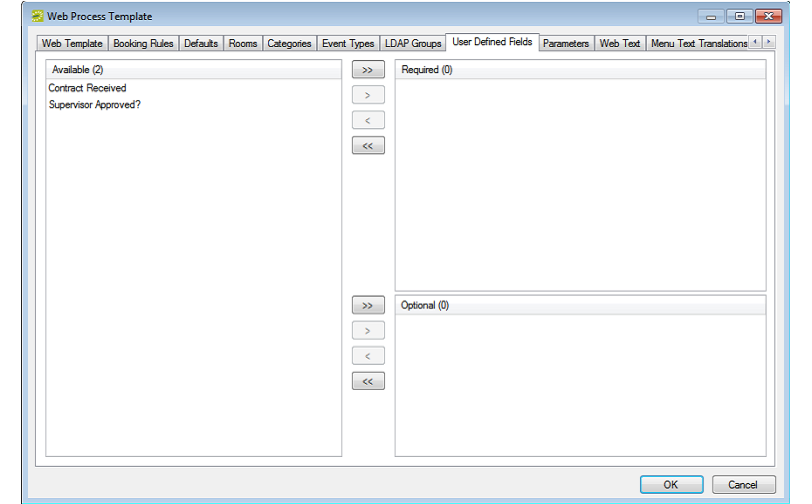 Web Process Template
Web Template Booking Rules Defaults Rooms Categories Event Types LDAP Groups User Defined Fields Parameters Web Text Menu Text Translations
Available (2)
Contract Received
Supervisor Approved?
>>
>
<
<<
Required (0)
>>
>
<
<<
Optional (0)
OK Cancel